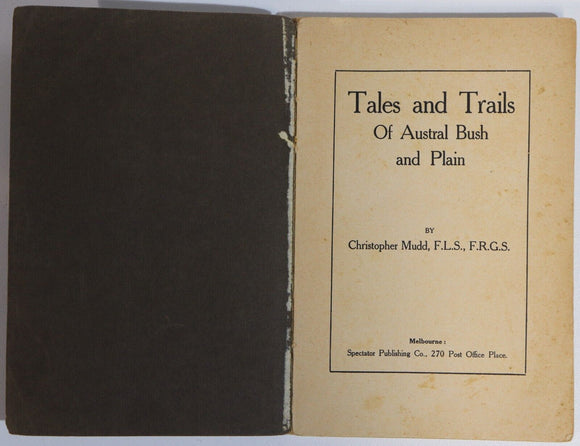 Tales and Trails
Of Austral Bush
and Plain
BY
Christopher Mudd, F.L.S., F.R.G.S.
Melbourne :
Spectator Publishing Co., 270 Post Office Place.